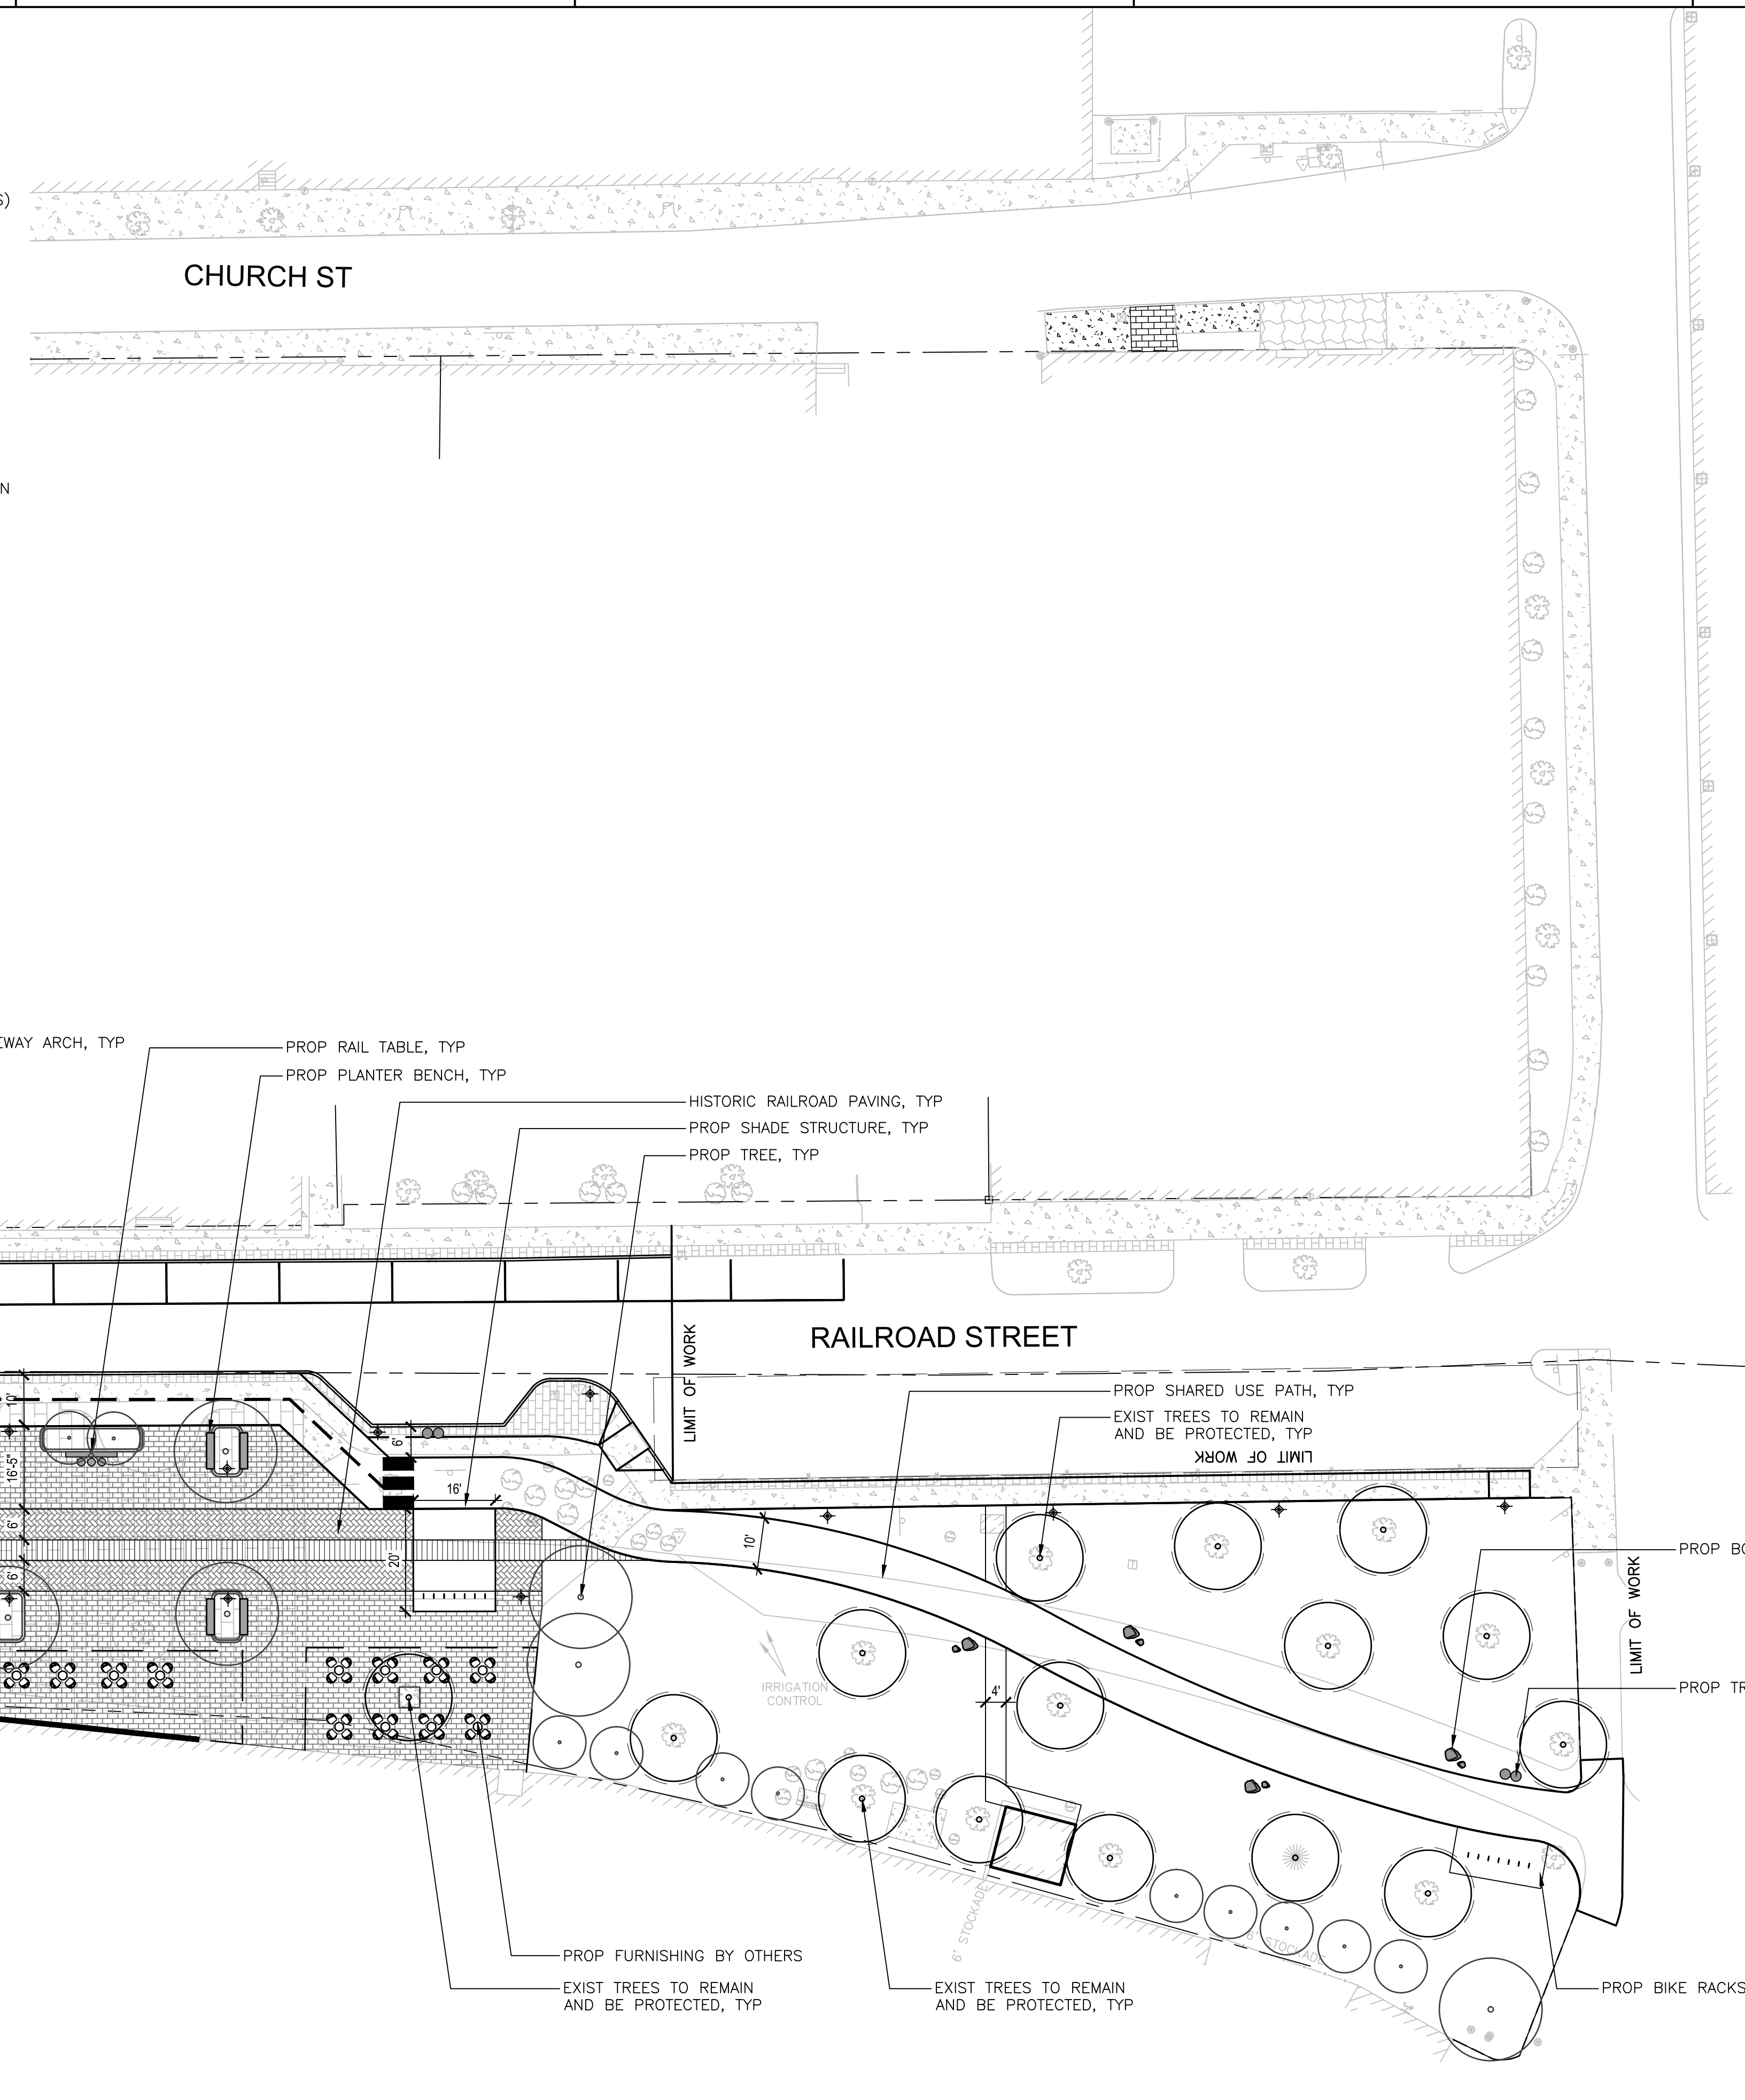 S)
CHURCH ST
N
EWAY ARCH, TYP
PROP RAIL TABLE, TYP
PROP PLANTER BENCH, TYP
HISTORIC RAILROAD PAVING, TYP
PROP SHADE STRUCTURE, TYP
PROP TREE, TYP
RAILROAD STREET
LIMIT OF WORK
PROP SHARED USE PATH, TYP
EXIST TREES TO REMAIN
AND BE PROTECTED, TYP
LIMIT OF WORK
10'
16'-5"
6'
6'
6'
16'
20'
10'
4'
IRRIGATION
CONTROL
PROP BO
LIMIT OF WORK
PROP TR
6' STOCKADE
6' STOCKADE
PROP FURNISHING BY OTHERS
EXIST TREES TO REMAIN
AND BE PROTECTED, TYP
EXIST TREES TO REMAIN
AND BE PROTECTED, TYP
PROP BIKE RACKS